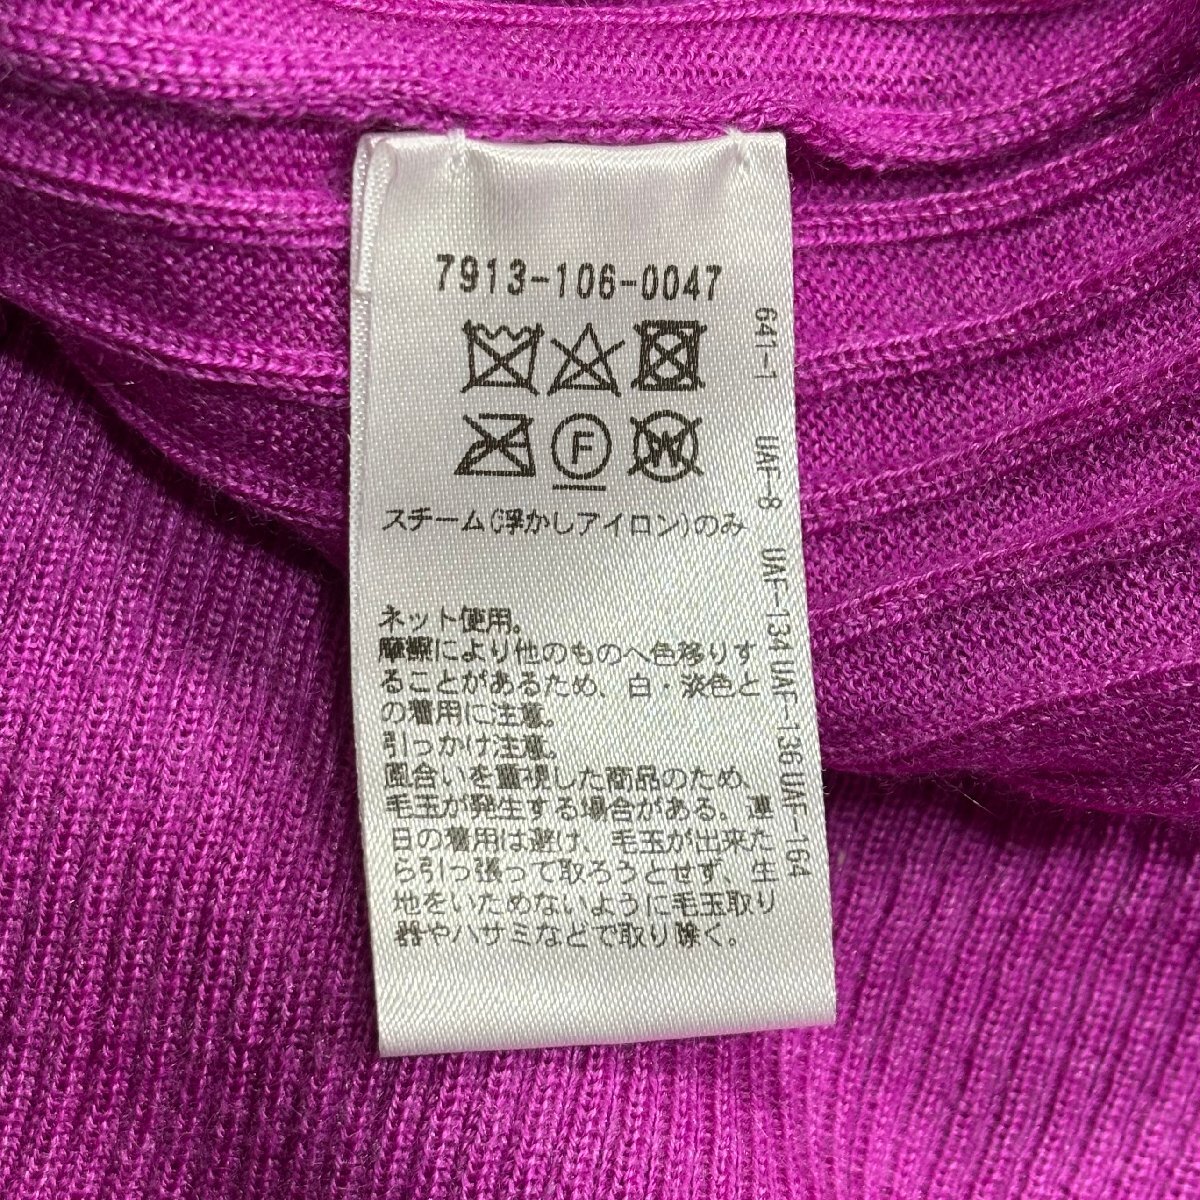 7913-106-0047
F
W
スチーム(浮かしアイロン)のみ
ネット使用。
摩擦により他のものへ色移りす
ることがあるため、白・淡色と
の着用に注意。
引っかけ注意。
風合いを重視した商品のため、
毛玉が発生する場合がある。連
日の着用は避け、毛玉が出来た
ら引っ張って取ろうとせず、生
地をいためないように毛玉取り
器やハサミなどで取り除く。
641-1 UAF-8 UAF-134 UAF-136 UAF-164